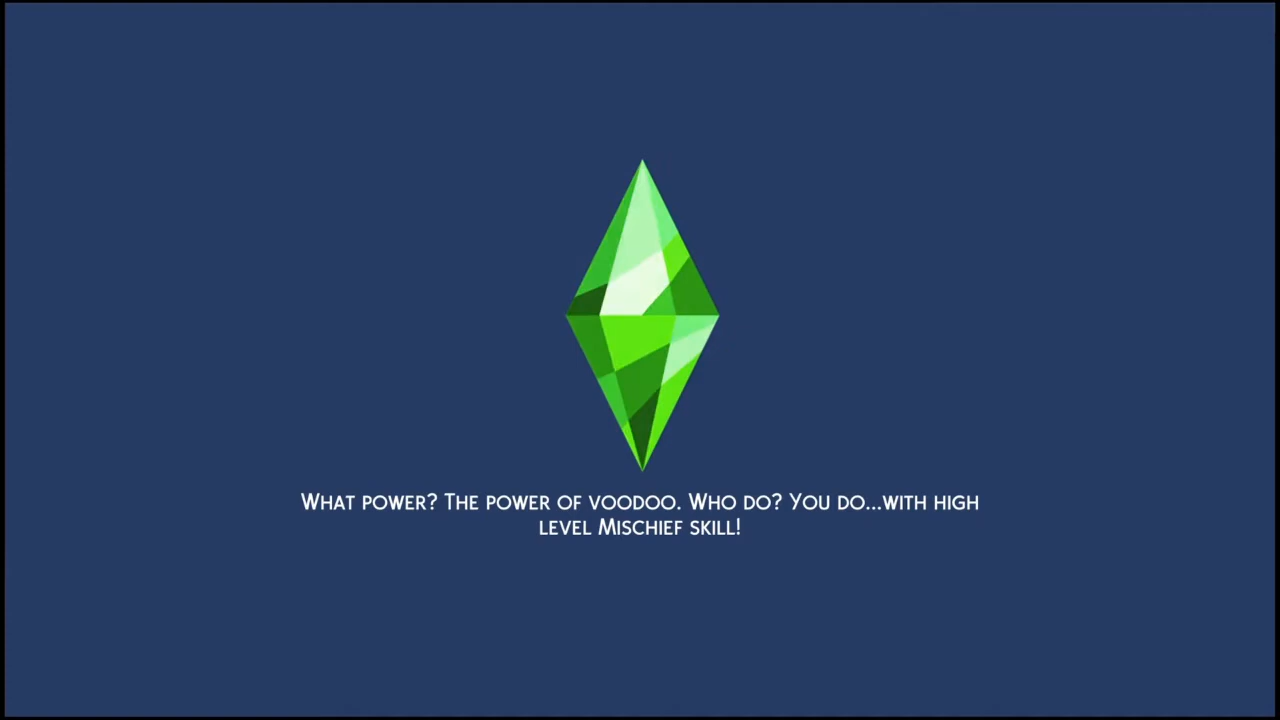 What power? The power of voodoo. Who do? You do...with high
level Mischief skill!